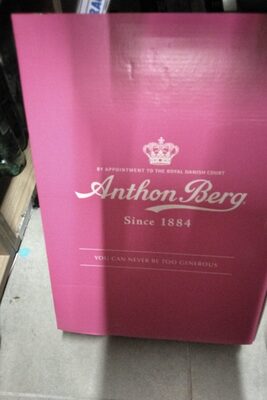 BY APPOINTMENT TO THE ROYAL DANISH COURT
Anthon Berg
Since 1884
YOU CAN NEVER BE TOO GENEROUS